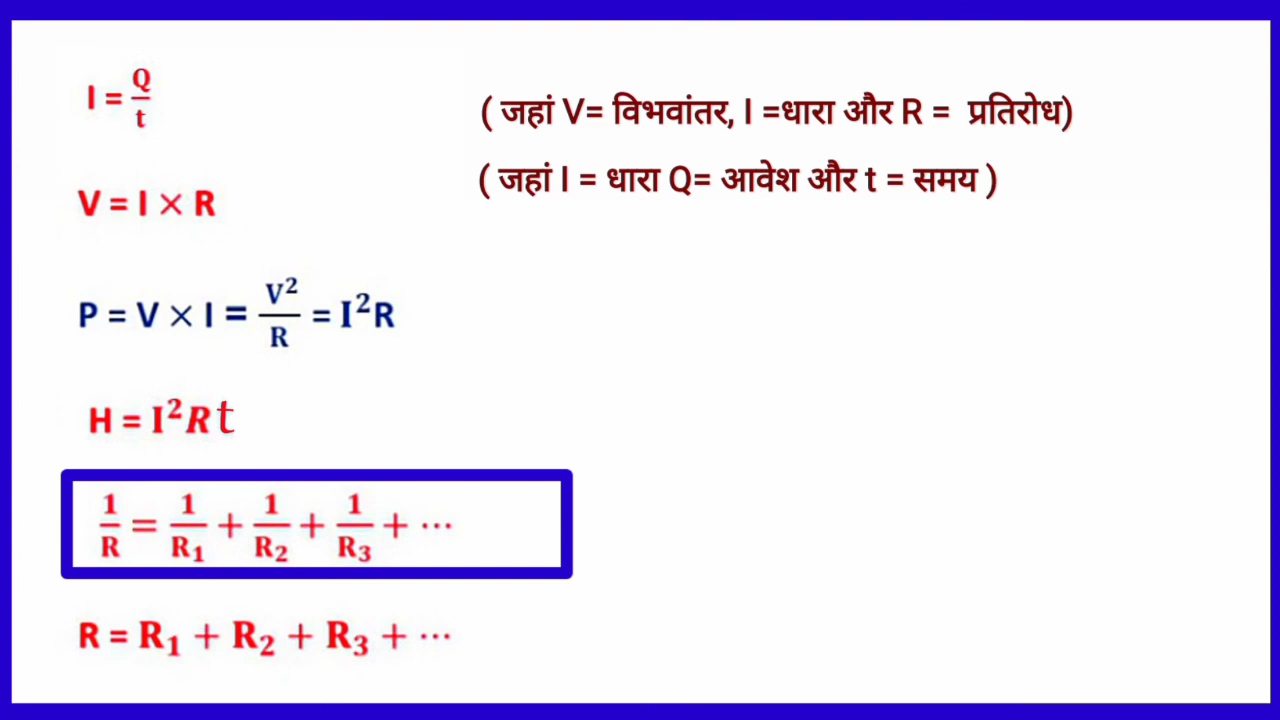 I = Q/t
( जहां V= विभवांतर, I =धारा और R = प्रतिरोध)
( जहां I = धारा Q= आवेश और t = समय )
V = I × R
P = V × I = V²/R = I²R
H = I²Rt
1/R = 1/R₁ + 1/R₂ + 1/R₃ + ⋯
R = R₁ + R₂ + R₃ + ⋯